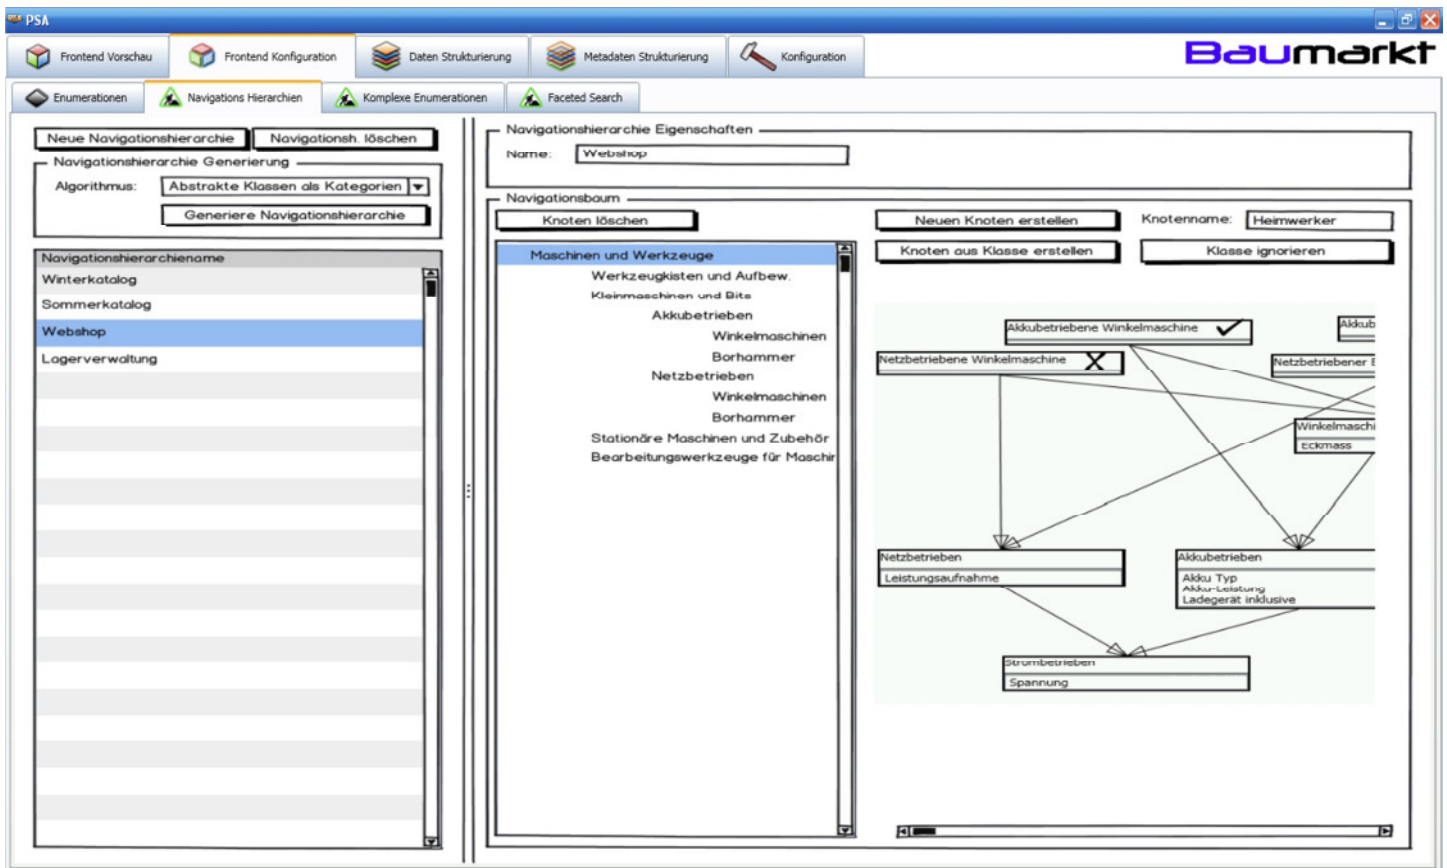 PSA
Frontend Vorschau
Frontend Konfiguration
Daten Strukturierung
Metadaten Strukturierung
Konfiguration
Baumarkt
Enumerationen
Navigations Hierarchien
Komplexe Enumerationen
Faceted Search
Neue Navigationshierarchie
Navigationsh. löschen
Navigationshierarchie Generierung
Algorithmus:
Abstrakte Klassen als Kategorien
Generiere Navigationshierarchie
Navigationshierarchiename
Winterkatalog
Sommerkatalog
Webshop
Lagerverwaltung
Navigationshierarchie Eigenschaften
Name:
Webshop
Navigationsbaum
Knoten löschen
Neuen Knoten erstellen
Knotenname:
Heimwerker
Knoten aus Klasse erstellen
Klasse ignorieren
Maschinen und Werkzeuge
Werkzeugkisten und Aufbew.
Kleinmaschinen und Bits
Akkubetrieben
Winkelmaschinen
Borhammer
Netzbetrieben
Winkelmaschinen
Borhammer
Stationäre Maschinen und Zubehör
Bearbeitungswerkzeuge für Maschin
Akkubetriebene Winkelmaschine
Akkub
Netzbetriebene Winkelmaschine
Netzbetriebener B
Winkelmaschi
Eckmass
Netzbetrieben
Leistungsaufnahme
Akkubetrieben
Akku Typ
Akku-Leistung
Ladegerät inklusive
Strombetrieben
Spannung